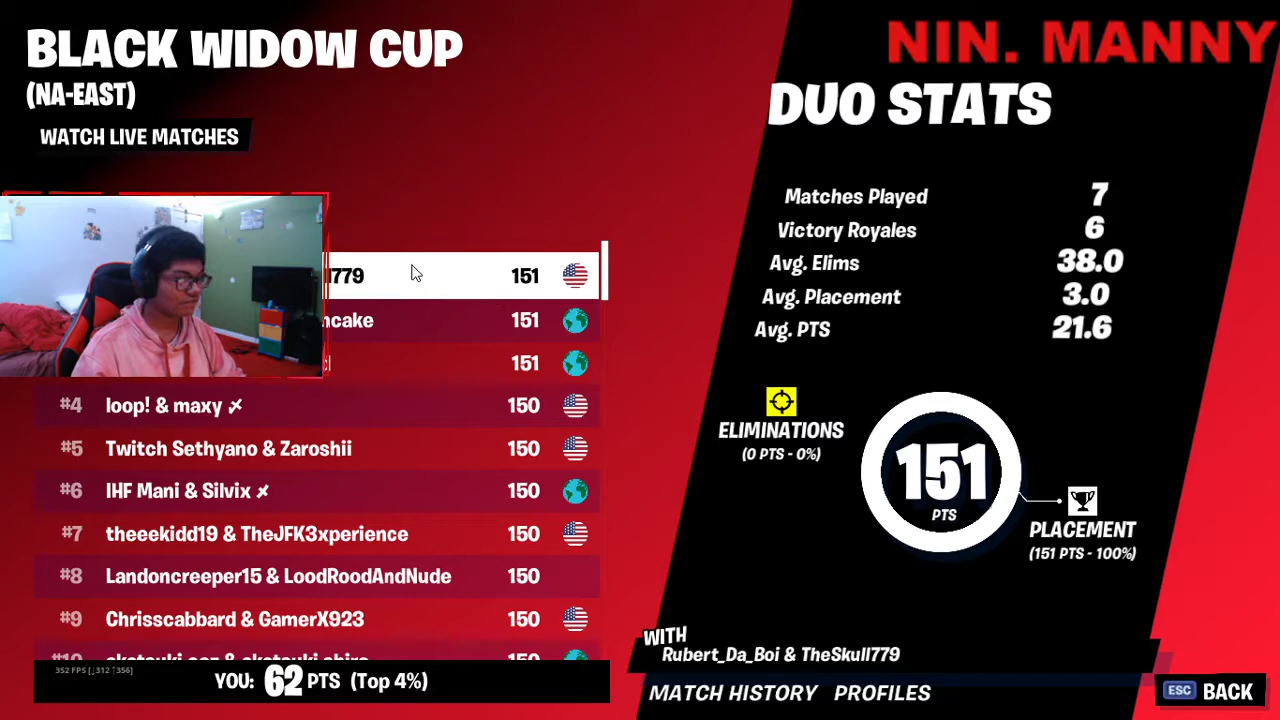 BLACK WIDOW CUP
(NA-EAST)
WATCH LIVE MATCHES
779 151
ncake 151
151
#4 loop! & maxy 150
#5 Twitch Sethyano & Zaroshii 150
#6 IHF Mani & Silvix 150
#7 theeekidd19 & TheJFK3xperience 150
#8 Landoncreeper15 & LoodRoodAndNude 150
#9 Chrisscabbard & GamerX923 150
352 FPS [↓312 ↑356]
YOU: 62 PTS (Top 4%)
NIN. MANNY
DUO STATS
Matches Played 7
Victory Royales 6
Avg. Elims 38.0
Avg. Placement 3.0
Avg. PTS 21.6
ELIMINATIONS
(0 PTS - 0%)
151
PTS
PLACEMENT
(151 PTS - 100%)
WITH
Rubert_Da_Boi & TheSkull779
MATCH HISTORY PROFILES
ESC BACK